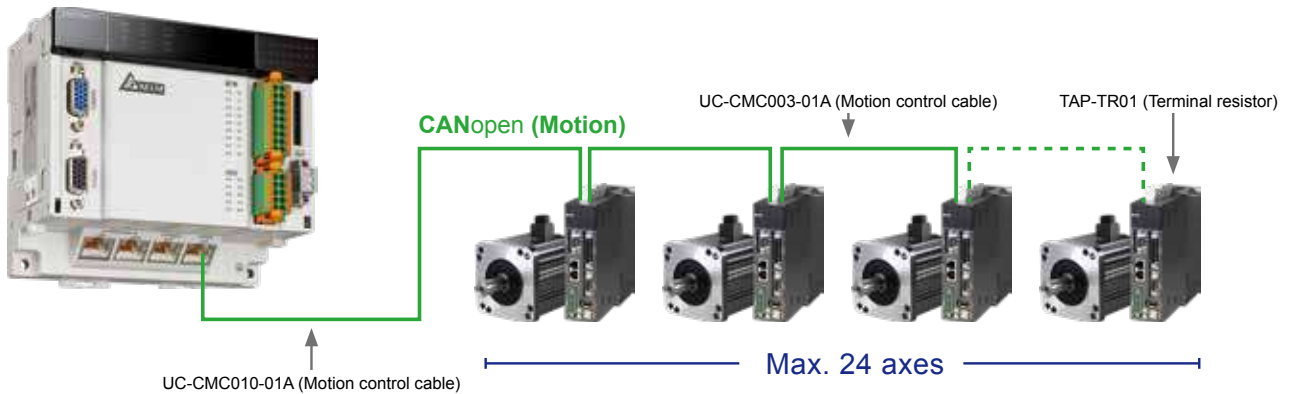 UC-CMC003-01A (Motion control cable)
TAP-TR01 (Terminal resistor)
CANopen (Motion)
Max. 24 axes
UC-CMC010-01A (Motion control cable)